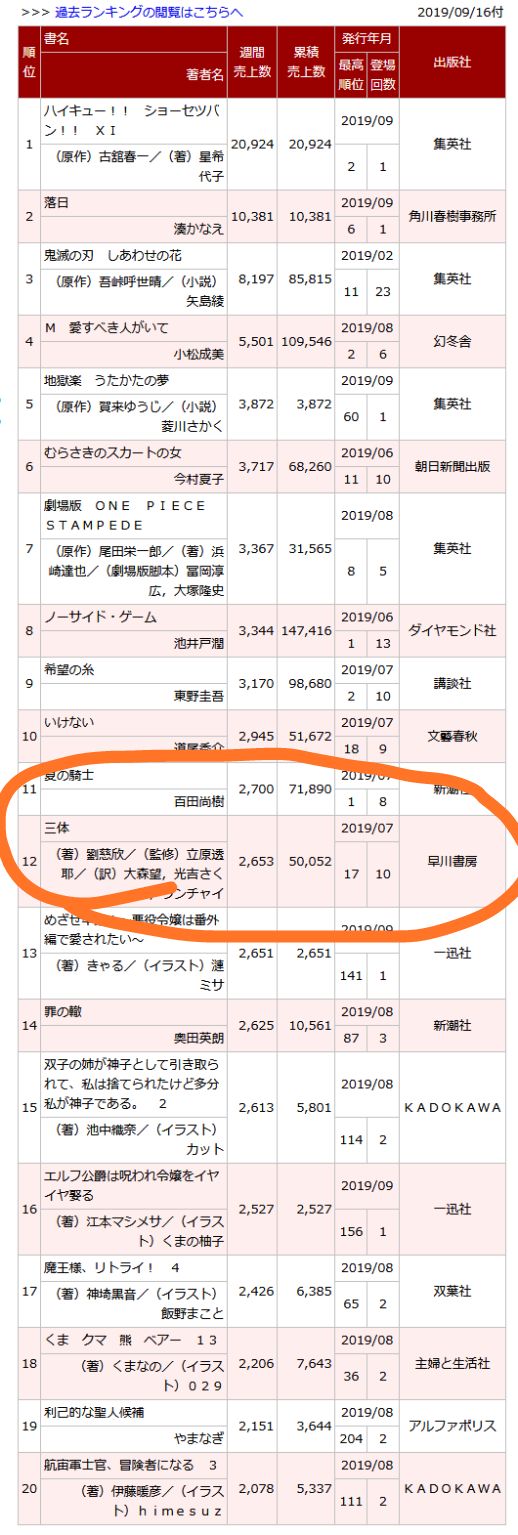 >>> 過去ランキングの閲覧はこちらへ
2019/09/16付
順位
書名
著者名
週間売上数
累積売上数
発行年月
最高順位
登場回数
出版社
1
ハイキュー！！　ショーセツバ
ン！！　ＸＩ
（原作）古舘春一／（著）星希
代子
20,924
20,924
2019/09
2
1
集英社
2
落日
湊かなえ
10,381
10,381
2019/09
6
1
角川春樹事務所
3
鬼滅の刃　しあわせの花
（原作）吾峠呼世晴／（小説）
矢島綾
8,197
85,815
2019/02
11
23
集英社
4
Ｍ　愛すべき人がいて
小松成美
5,501
109,546
2019/08
2
6
幻冬舎
5
地獄楽　うたかたの夢
（原作）賀来ゆうじ／（小説）
菱川さかく
3,872
3,872
2019/09
60
1
集英社
6
むらさきのスカートの女
今村夏子
3,717
68,260
2019/06
11
10
朝日新聞出版
7
劇場版　ＯＮＥ　ＰＩＥＣＥ
ＳＴＡＭＰＥＤＥ
（原作）尾田栄一郎／（著）浜
崎達也／（劇場版脚本）冨岡淳
広，大塚隆史
3,367
31,565
2019/08
8
5
集英社
8
ノーサイド・ゲーム
池井戸潤
3,344
147,416
2019/06
1
13
ダイヤモンド社
9
希望の糸
東野圭吾
3,170
98,680
2019/07
2
10
講談社
10
いけない
道尾秀介
2,945
51,672
2019/07
18
9
文藝春秋
11
夏の騎士
百田尚樹
2,700
71,890
2019/07
1
8
新潮社
12
三体
（著）劉慈欣／（監修）立原透
耶／（訳）大森望，光吉さく
ワンチャイ
2,653
50,052
2019/07
17
10
早川書房
13
めざせ
悪役令嬢は番外
編で愛されたい～
（著）きゃる／（イラスト）漣
ミサ
2,651
2,651
2019/09
141
1
一迅社
14
罪の轍
奥田英朗
2,625
10,561
2019/08
87
3
新潮社
15
双子の姉が神子として引き取ら
れて、私は捨てられたけど多分
私が神子である。　２
（著）池中織奈／（イラスト）
カット
2,613
5,801
2019/08
114
2
ＫＡＤＯＫＡＷＡ
16
エルフ公爵は呪われ令嬢をイヤ
イヤ娶る
（著）江本マシメサ／（イラス
ト）くまの柚子
2,527
2,527
2019/09
156
1
一迅社
17
魔王様、リトライ！　４
（著）神埼黒音／（イラスト）
飯野まこと
2,426
6,385
2019/08
65
2
双葉社
18
くま　クマ　熊　ベアー　１３
（著）くまなの／（イラス
ト）０２９
2,206
7,643
2019/08
36
2
主婦と生活社
19
利己的な聖人候補
やまなぎ
2,151
3,644
2019/08
204
2
アルファポリス
20
航宙軍士官、冒険者になる　３
（著）伊藤暖彦／（イラス
ト）ｈｉｍｅｓｕｚ
2,078
5,337
2019/08
111
2
ＫＡＤＯＫＡＷＡ